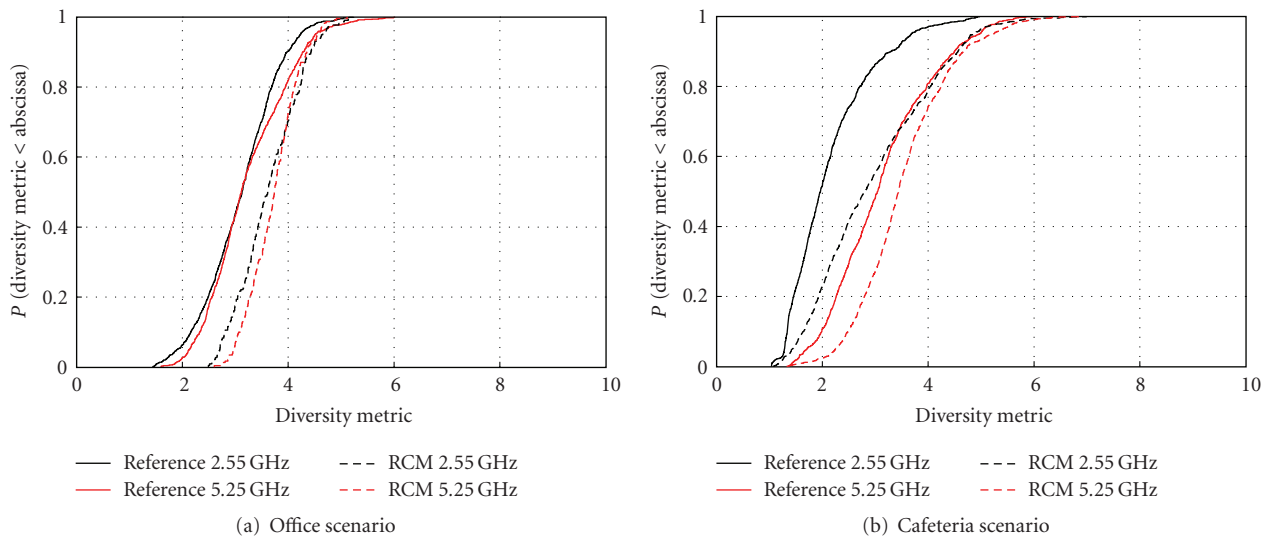 1
0.8
0.6
0.4
0.2
0
P (diversity metric < abscissa)
0 2 4 6 8 10
Diversity metric
Reference 2.55 GHz RCM 2.55 GHz
Reference 5.25 GHz RCM 5.25 GHz
(a) Office scenario
1
0.8
0.6
0.4
0.2
0
P (diversity metric < abscissa)
0 2 4 6 8 10
Diversity metric
Reference 2.55 GHz RCM 2.55 GHz
Reference 5.25 GHz RCM 5.25 GHz
(b) Cafeteria scenario